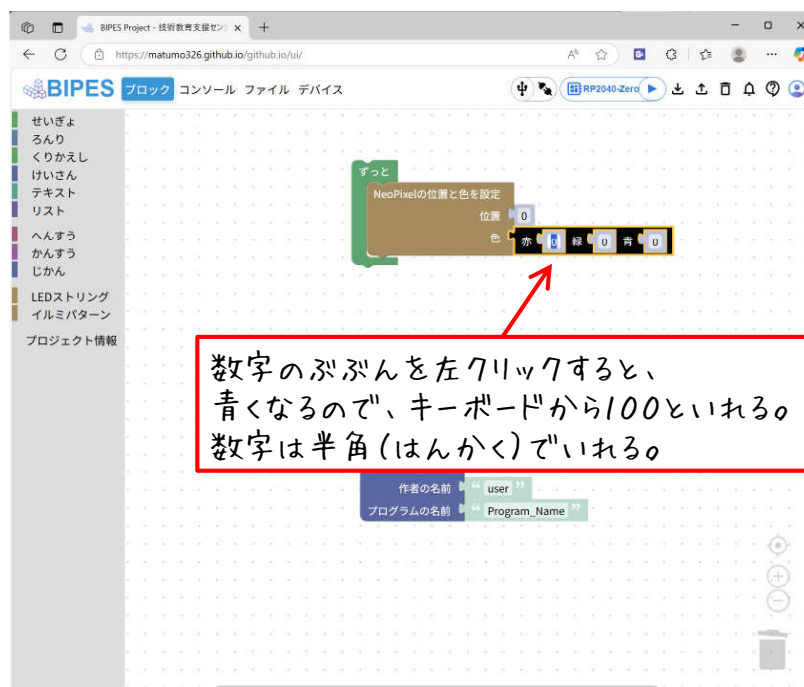 BIPES Project - 技術教育支援セン
https://matumo326.github.io/github.io/ui/
BIPES ブロック コンソール ファイル デバイス RP2040-Zero
せいぎょ
ろんり
くりかえし
けいさん
テキスト
リスト
へんすう
かんすう
じかん
LEDストリング
イルミパターン
プロジェクト情報
ずっと
NeoPixelの位置と色を設定
位置 0
色 赤 0 緑 0 青 0
数字のぶぶんを左クリックすると、
青くなるので、キーボードから100といれる。
数字は半角(はんかく)でいれる。
作者の名前 “ user ”
プログラムの名前 “ Program_Name ”